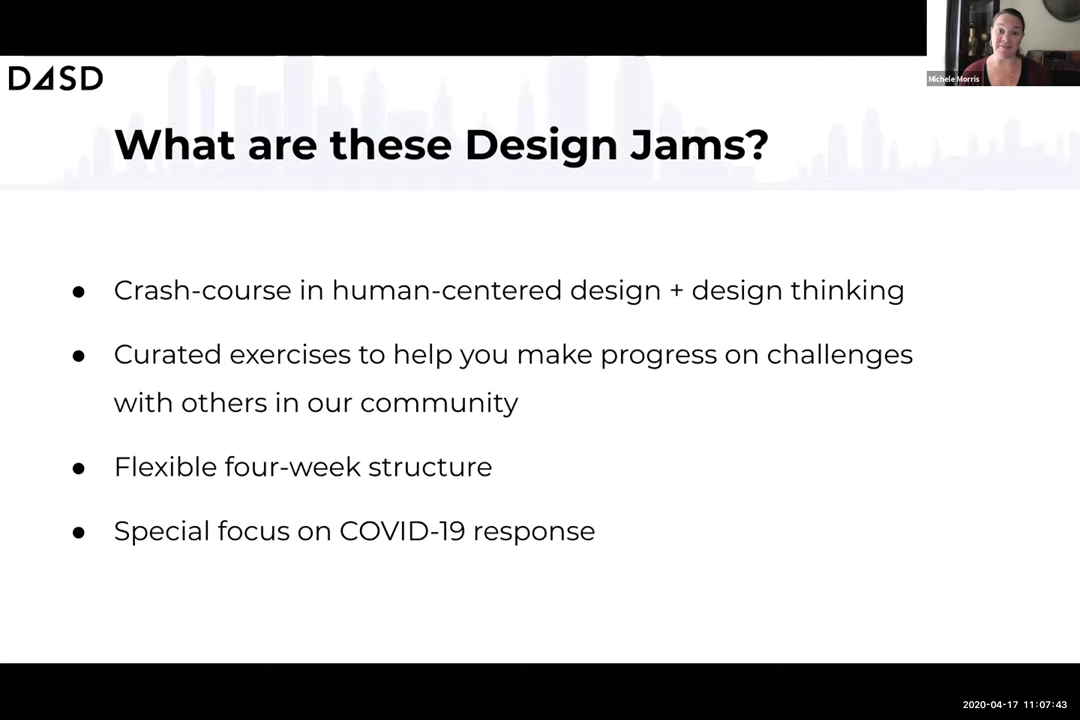 D4SD
Michele Morris
What are these Design Jams?
● Crash-course in human-centered design + design thinking
● Curated exercises to help you make progress on challenges
with others in our community
● Flexible four-week structure
● Special focus on COVID-19 response
2020-04-17 11:07:43